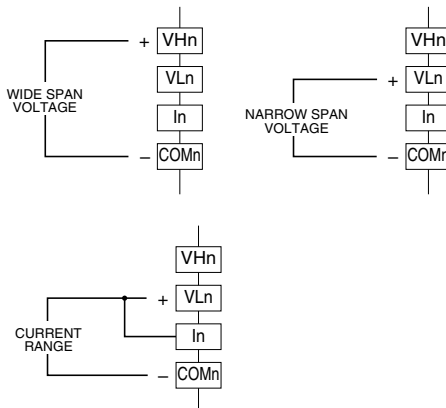 + VHn
VLn
WIDE SPAN
VOLTAGE
In
− COMn
VHn
+ VLn
NARROW SPAN
VOLTAGE
In
− COMn
VHn
+ VLn
CURRENT
RANGE
In
− COMn